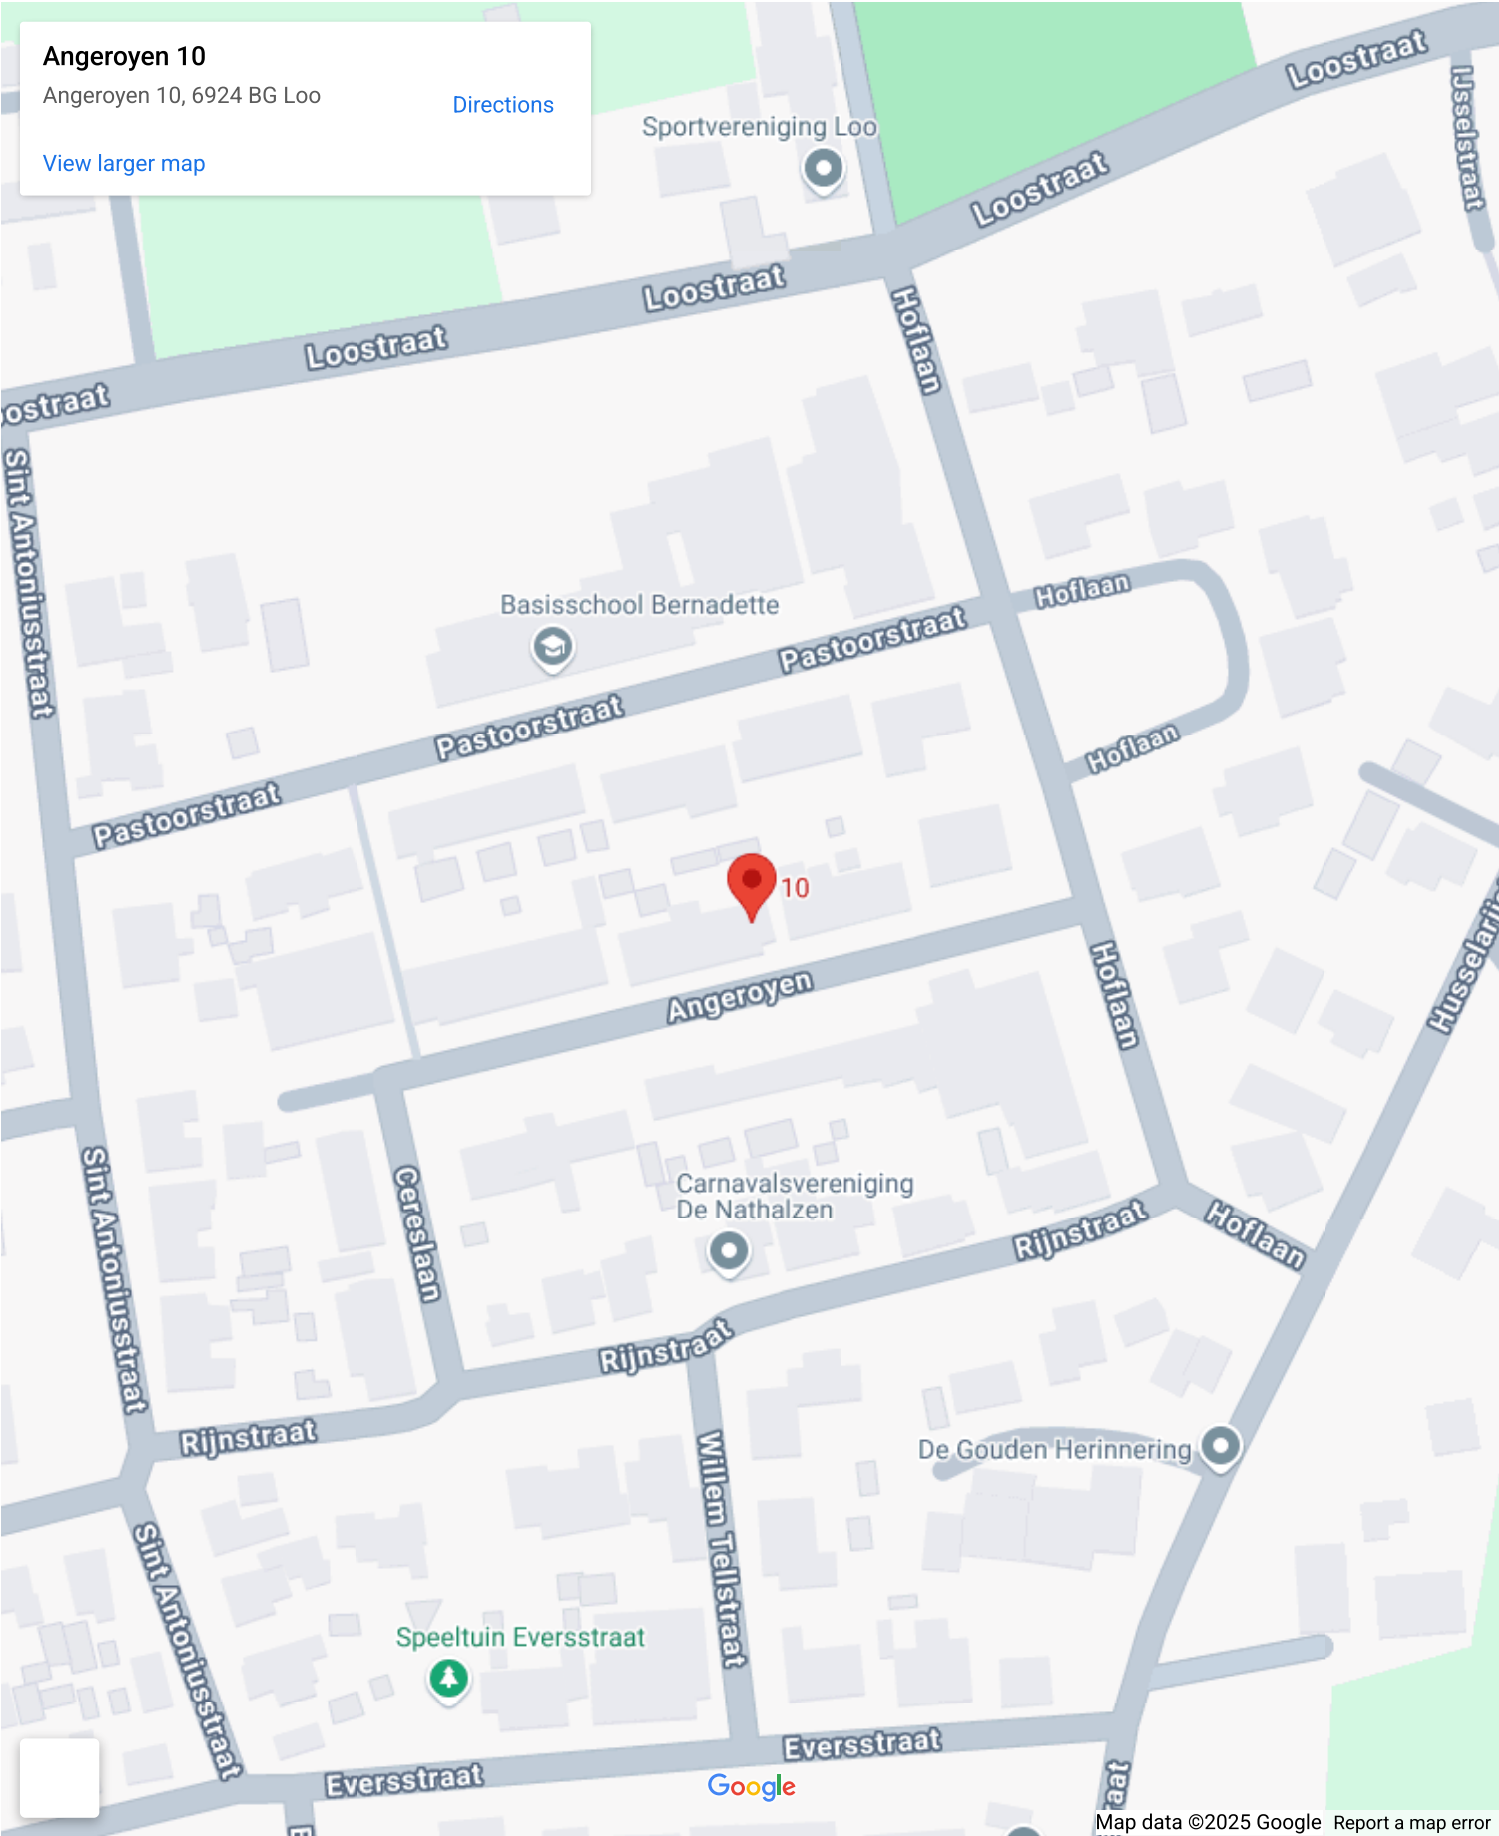 Angeroyen 10
Angeroyen 10, 6924 BG Loo
Directions
View larger map
Loostraat
IJsselstraat
Sportvereniging Loo
Loostraat
Loostraat
Loostraat
oostraat
Hoflaan
Sint Antoniusstraat
Basisschool Bernadette
Hoflaan
Pastoorstraat
Pastoorstraat
Hoflaan
Pastoorstraat
10
Angeroyen
Hoflaan
Husselarij
Sint Antoniusstraat
Cereslaan
Carnavalsvereniging
De Nathalzen
Rijnstraat
Hoflaan
Rijnstraat
Rijnstraat
De Gouden Herinnering
Willem Tellstraat
Sint Antoniusstraat
Speeltuin Eversstraat
Eversstraat
Eversstraat
Google
raat
Map data ©2025 Google
Report a map error